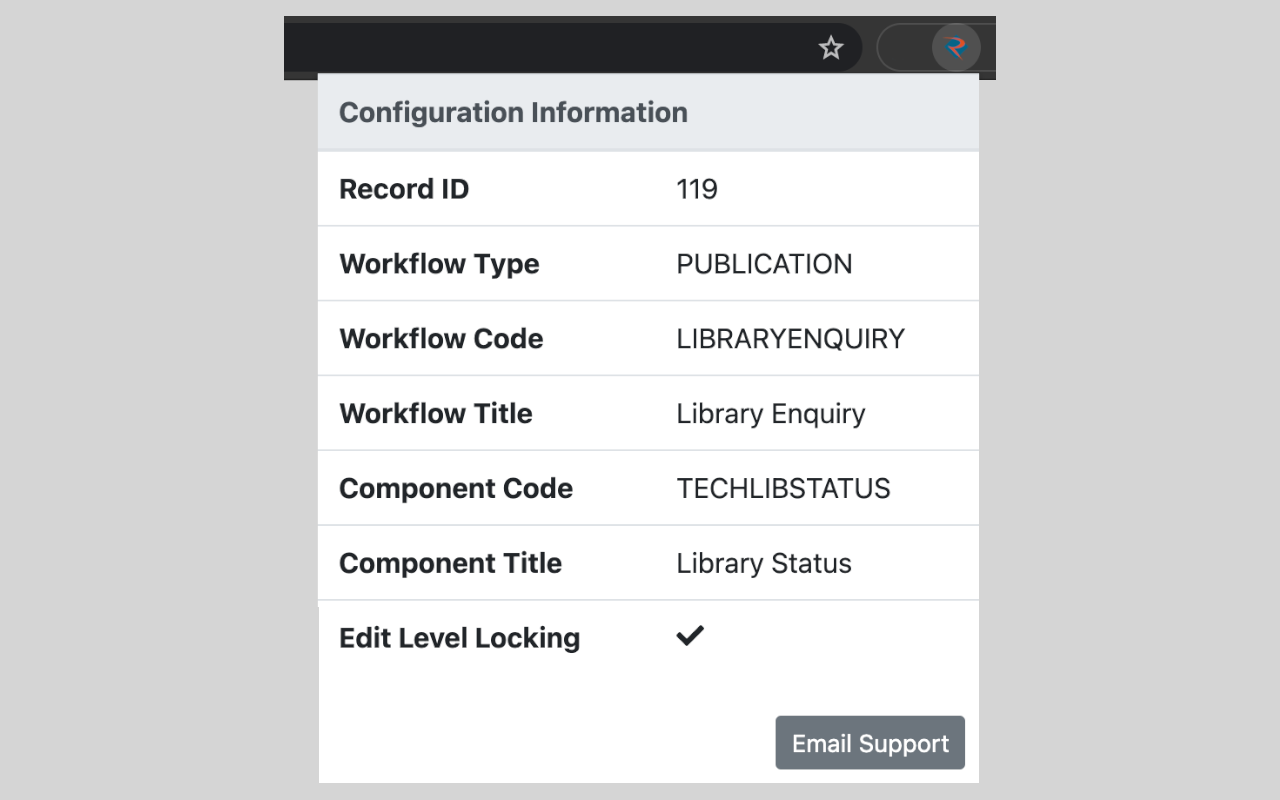 Configuration Information
Record ID 119
Workflow Type PUBLICATION
Workflow Code LIBRARYENQUIRY
Workflow Title Library Enquiry
Component Code TECHLIBSTATUS
Component Title Library Status
Edit Level Locking
Email Support